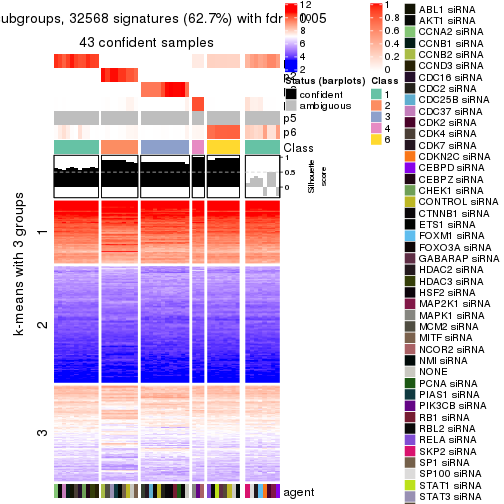 ubgroups, 32568 signatures (62.7%) with fdr 0.05
43 confident samples
p5
p6
Class
1
0.5
0
Silhouette
score
k-means with 3 groups
1
2
3
agent
12
10
8
6
4
2
1
0.8
0.6
0.4
0.2
0
Status (barplots)
confident
ambiguous
Class
1
2
3
4
6
ABL1 siRNA
AKT1 siRNA
CCNA2 siRNA
CCNB1 siRNA
CCNB2 siRNA
CCND3 siRNA
CDC16 siRNA
CDC2 siRNA
CDC25B siRNA
CDC37 siRNA
CDK2 siRNA
CDK4 siRNA
CDK7 siRNA
CDKN2C siRNA
CEBPD siRNA
CEBPZ siRNA
CHEK1 siRNA
CONTROL siRNA
CTNNB1 siRNA
ETS1 siRNA
FOXM1 siRNA
FOXO3A siRNA
GABARAP siRNA
HDAC2 siRNA
HDAC3 siRNA
HSF2 siRNA
MAP2K1 siRNA
MAPK1 siRNA
MCM2 siRNA
MITF siRNA
NCOR2 siRNA
NMI siRNA
NONE
PCNA siRNA
PIAS1 siRNA
PIK3CB siRNA
RB1 siRNA
RBL2 siRNA
RELA siRNA
SKP2 siRNA
SP1 siRNA
SP100 siRNA
STAT1 siRNA
STAT3 siRNA